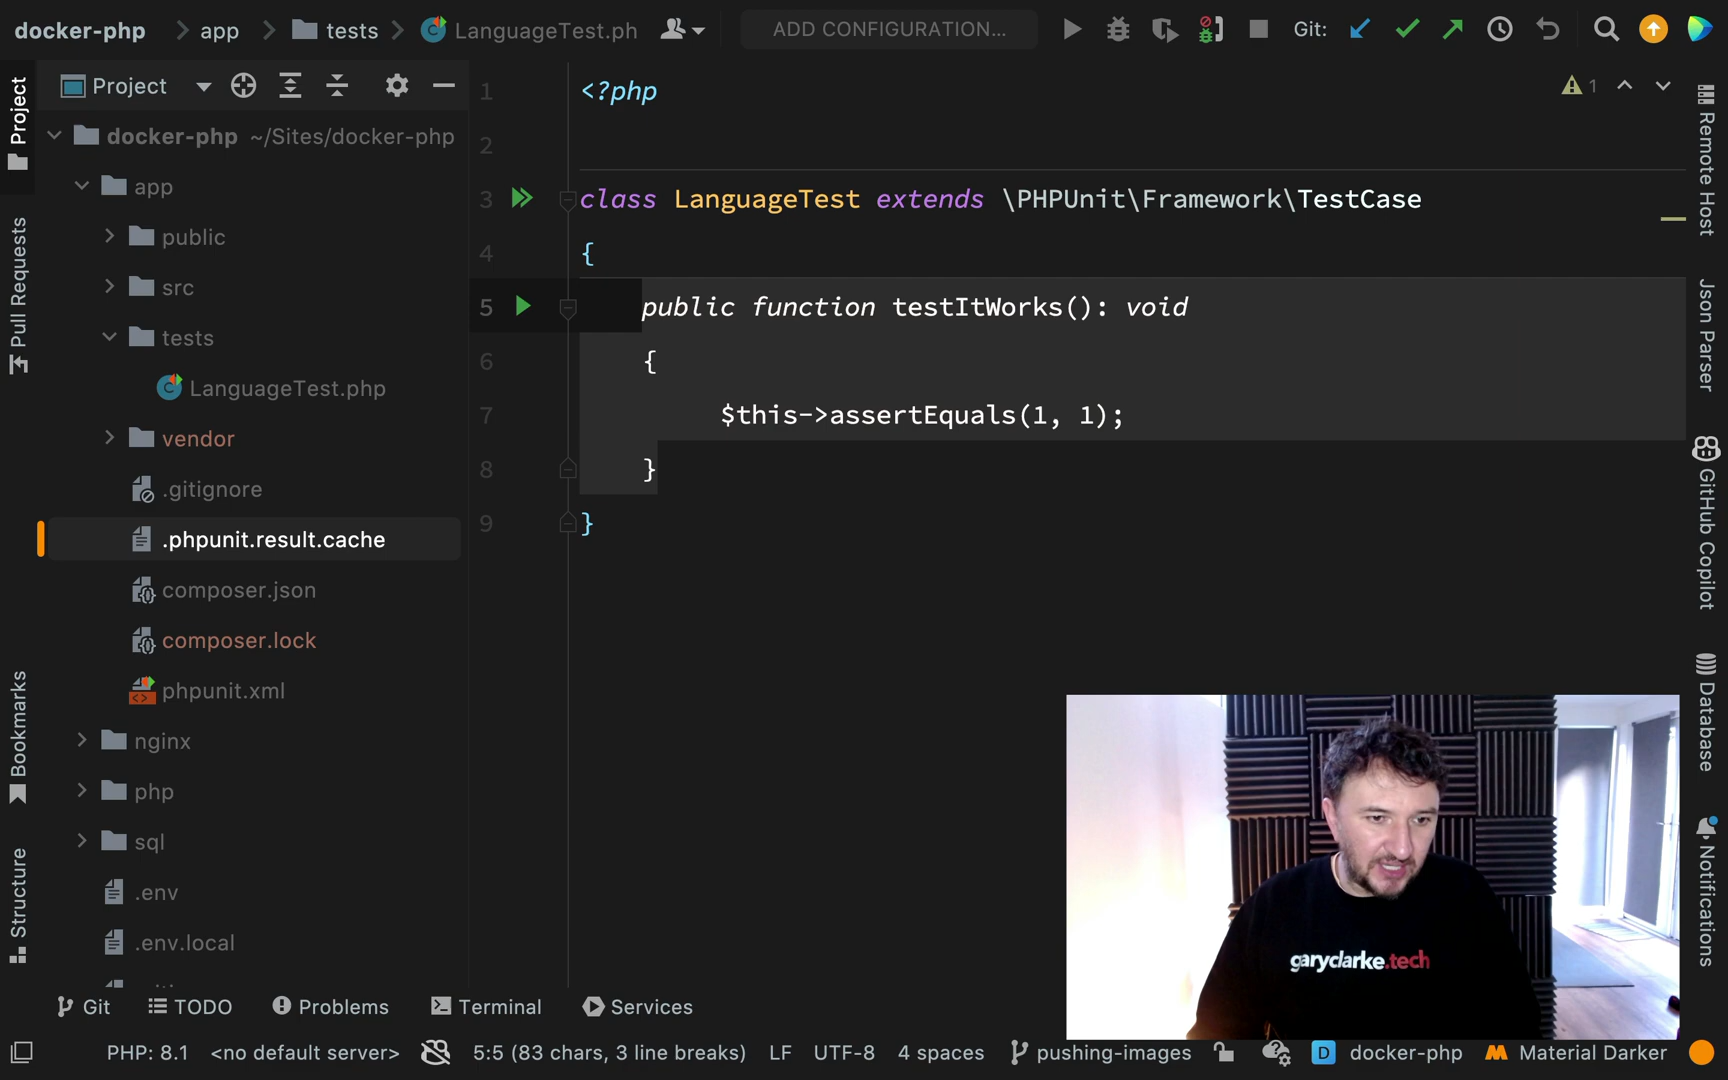 docker-php > app > tests > LanguageTest.ph
ADD CONFIGURATION...
Git:
Project
docker-php ~/Sites/docker-php
app
public
src
tests
LanguageTest.php
vendor
.gitignore
.phpunit.result.cache
composer.json
composer.lock
phpunit.xml
nginx
php
sql
.env
.env.local
Project
Pull Requests
Bookmarks
Structure
1 <?php
2
3 class LanguageTest extends \PHPUnit\Framework\TestCase
4 {
5 public function testItWorks(): void
6 {
7 $this->assertEquals(1, 1);
8 }
9 }
1
Remote Host
Json Parser
GitHub Copilot
Database
Notifications
garyclarke.tech
Git TODO Problems Terminal Services
PHP: 8.1 <no default server> 5:5 (83 chars, 3 line breaks) LF UTF-8 4 spaces pushing-images D docker-php Material Darker